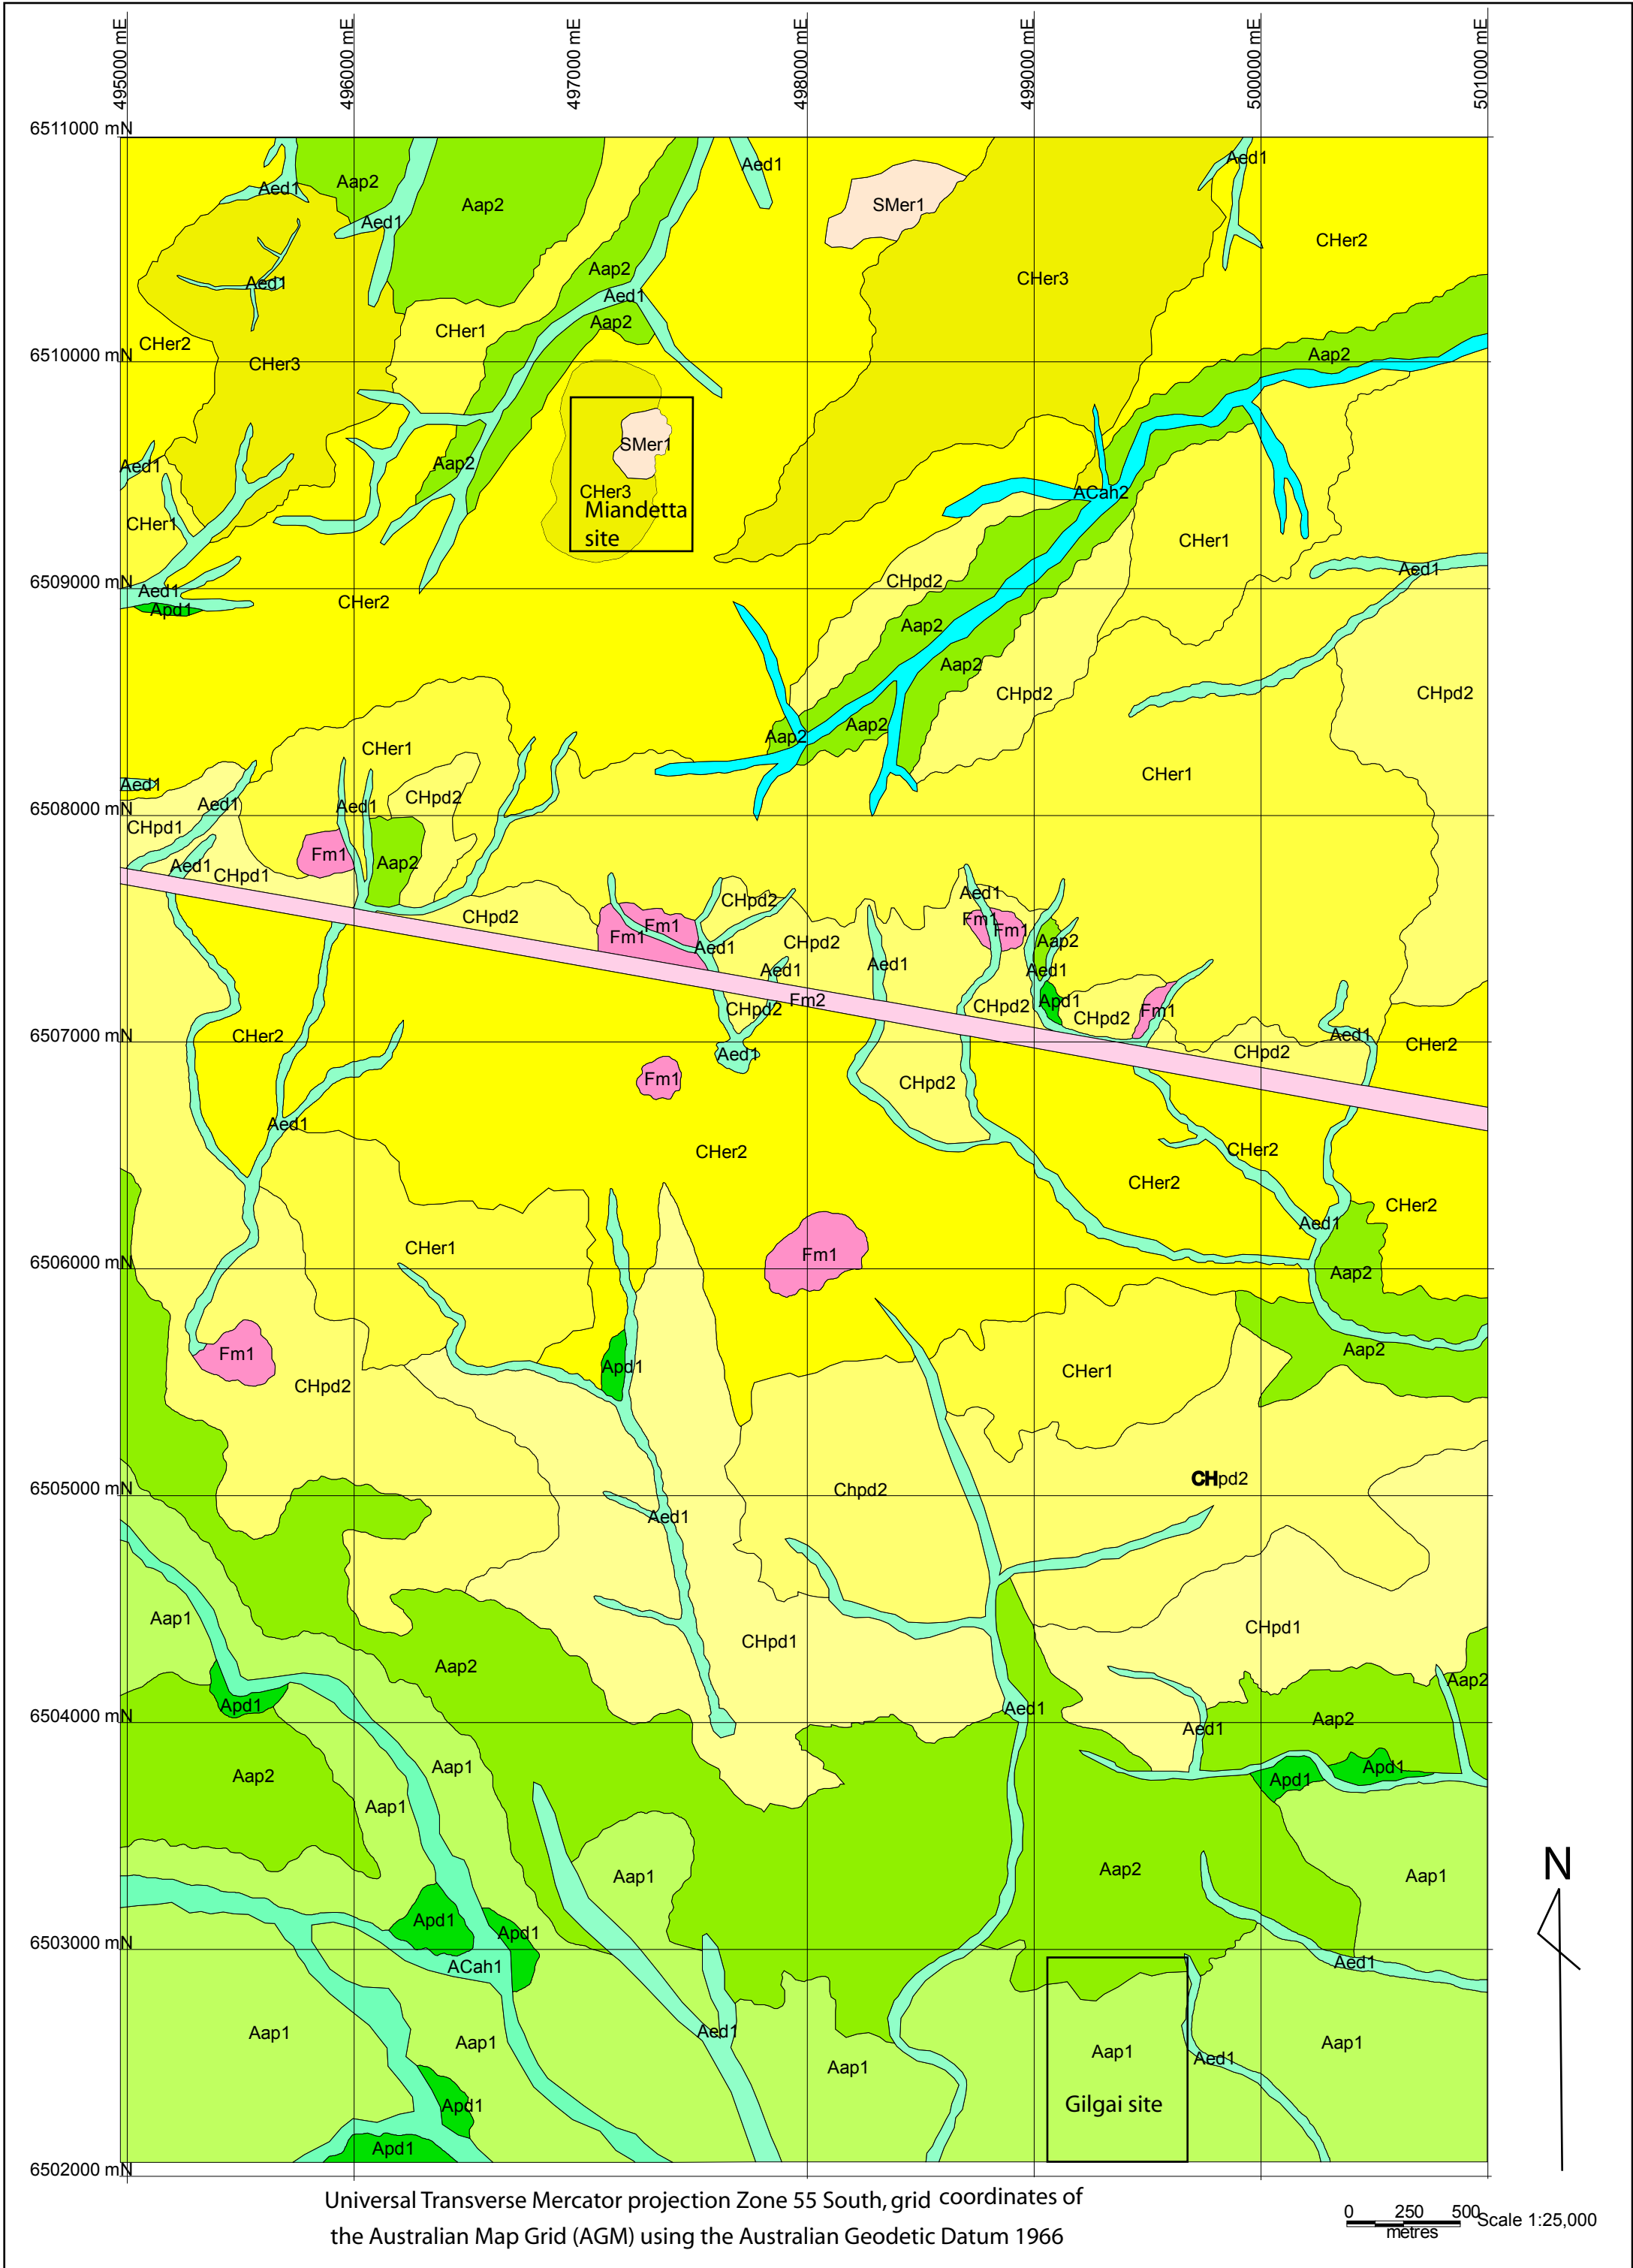 495000 mE
496000 mE
497000 mE
498000 mE
499000 mE
500000 mE
501000 mE
6511000 mN
Aed1
Aed1
Aap2
Aed1
Aap2
SMer1
Aed1
CHer2
Aap2
Aed1
CHer3
Aed1
Aap2
CHer1
CHer2
6510000 mN
Aap2
CHer3
SMer1
Aap2
Aed1
CHer3
ACah2
Miandetta
CHer1
site
CHer1
6509000 mN
CHpd2
Aed1
Aed1
Apd1
CHer2
Aap2
Aap2
CHpd2
CHpd2
Aap2
Aap2
CHer1
CHer1
Aed1
CHpd2
Aed1
Aed1
6508000 mN
CHpd1
Fm1
Aap2
Aed1
CHpd1
Aed1
CHpd2
CHpd2
Fm1
Fm1
Fm1
Fm1
Aed1
CHpd2
Aap2
Aed1
Aed1
Aed1
Fm2
CHpd2
CHpd2
Apd1
CHpd2
Fm1
6507000 mN
CHer2
Aed1
CHpd2
Aed1
CHer2
Fm1
CHpd2
Aed1
CHer2
CHer2
CHer2
CHer2
Aed1
CHer1
6506000 mN
Fm1
Aap2
Fm1
Aap2
Apd1
CHer1
CHpd2
6505000 mN
Chpd2
CHpd2
Aed1
Aap1
CHpd1
CHpd1
Aap2
Aap2
Apd1
Aed1
6504000 mN
Aed1
Aap2
Aap2
Aap1
Apd1
Apd1
Aap1
Aap1
Aap2
Aap1
Apd1
Apd1
6503000 mN
ACah1
Aed1
Aap1
Aap1
Aed1
Aap1
Aap1
Aed1
Aap1
Apd1
Gilgai site
Apd1
6502000 mN
N
Universal Transverse Mercator projection Zone 55 South, grid coordinates of
the Australian Map Grid (AGM) using the Australian Geodetic Datum 1966
0 250 500
metres
Scale 1:25,000